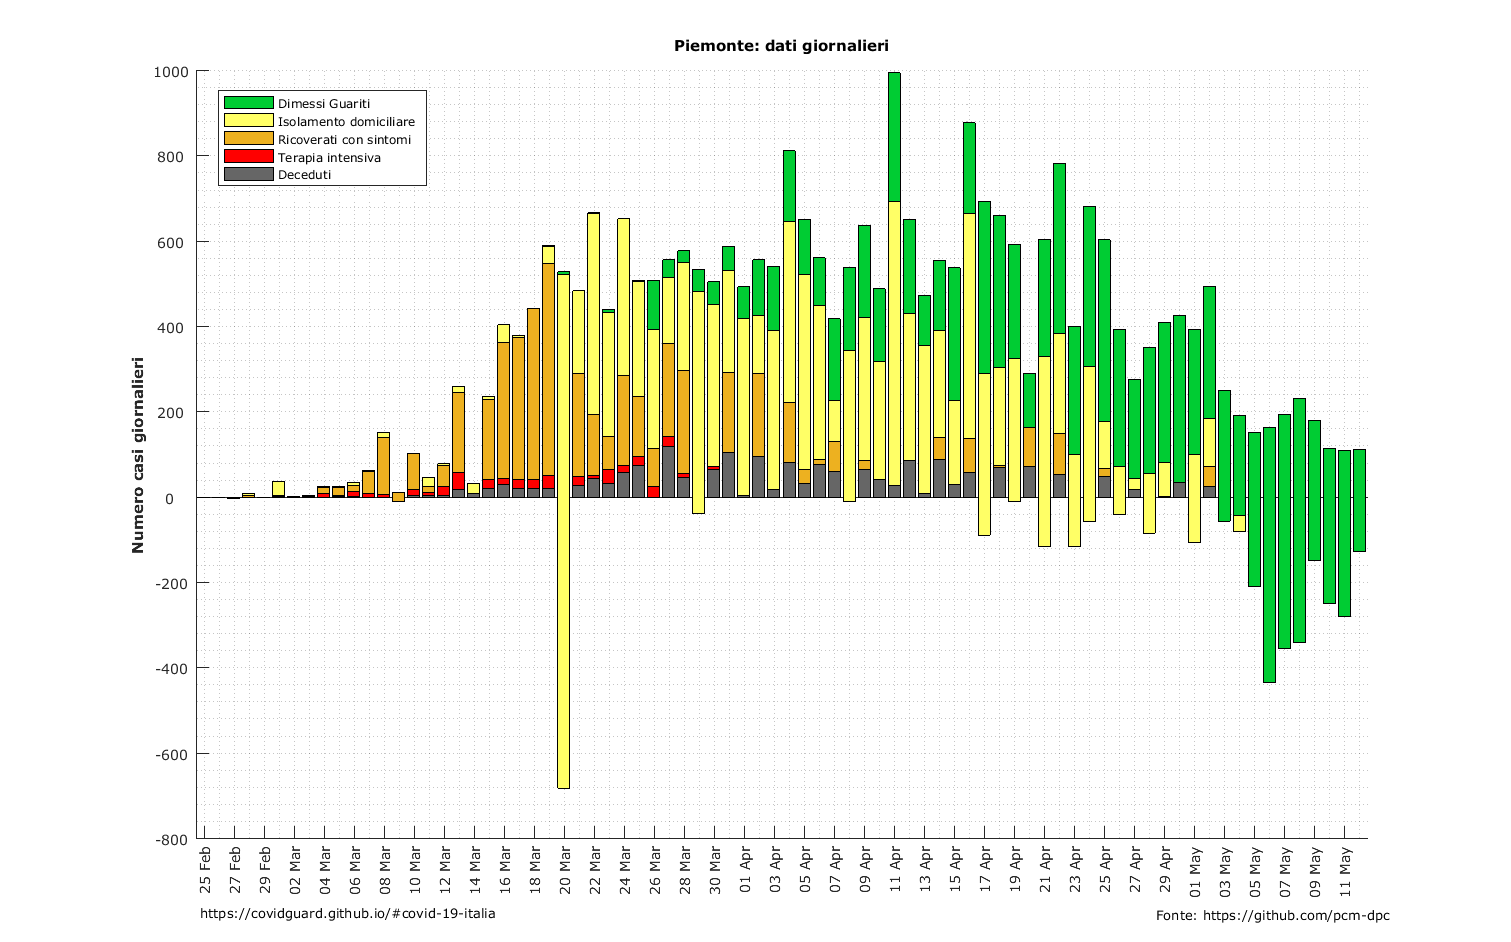 Piemonte: dati giornalieri
1000
800
600
400
200
0
-200
-400
-600
-800
Numero casi giornalieri
Dimessi Guariti
Isolamento domiciliare
Ricoverati con sintomi
Terapia intensiva
Deceduti
25 Feb
27 Feb
29 Feb
02 Mar
04 Mar
06 Mar
08 Mar
10 Mar
12 Mar
14 Mar
16 Mar
18 Mar
20 Mar
22 Mar
24 Mar
26 Mar
28 Mar
30 Mar
01 Apr
03 Apr
05 Apr
07 Apr
09 Apr
11 Apr
13 Apr
15 Apr
17 Apr
19 Apr
21 Apr
23 Apr
25 Apr
27 Apr
29 Apr
01 May
03 May
05 May
07 May
09 May
11 May
https://covidguard.github.io/#covid-19-italia
Fonte: https://github.com/pcm-dpc